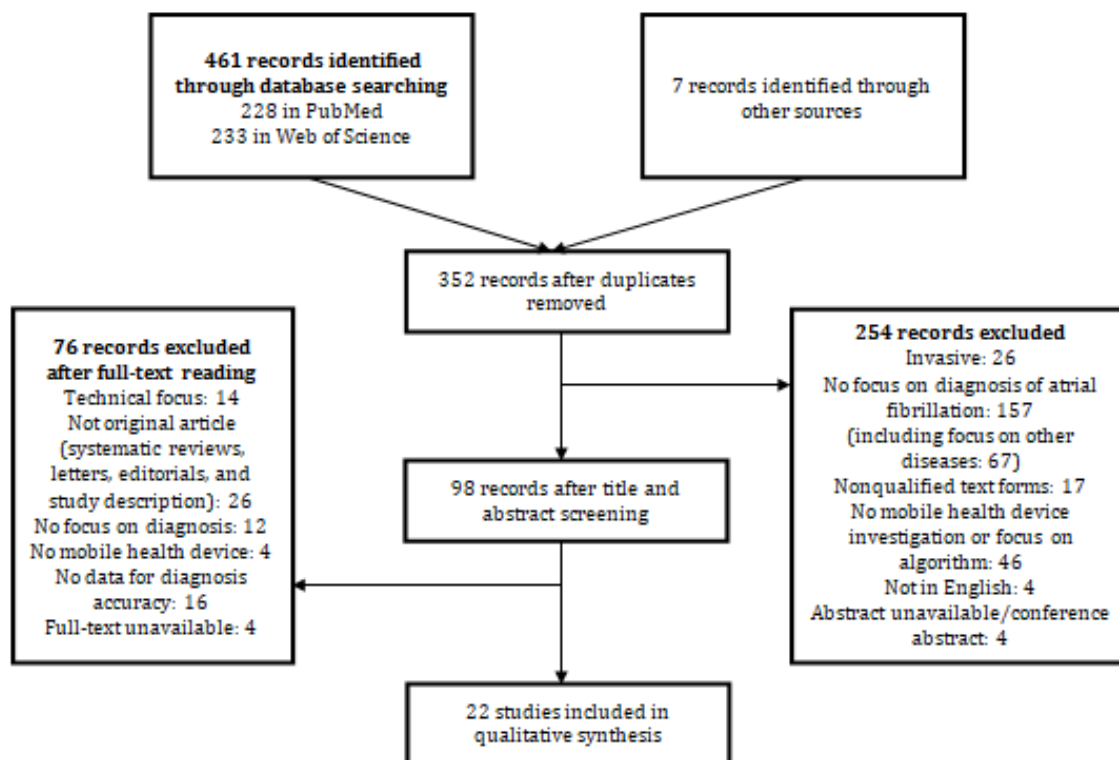 461 records identified
through database searching
228 in PubMed
233 in Web of Science
7 records identified through
other sources
352 records after duplicates
removed
76 records excluded
after full-text reading
Technical focus: 14
Not original article
(systematic reviews,
letters, editorials, and
study description): 26
No focus on diagnosis: 12
No mobile health device: 4
No data for diagnosis
accuracy: 16
Full-text unavailable: 4
254 records excluded
Invasive: 26
No focus on diagnosis of atrial
fibrillation: 157
(including focus on other
diseases: 67)
Nonqualified text forms: 17
No mobile health device
investigation or focus on
algorithm: 46
Not in English: 4
Abstract unavailable/conference
abstract: 4
98 records after title and
abstract screening
22 studies included in
qualitative synthesis